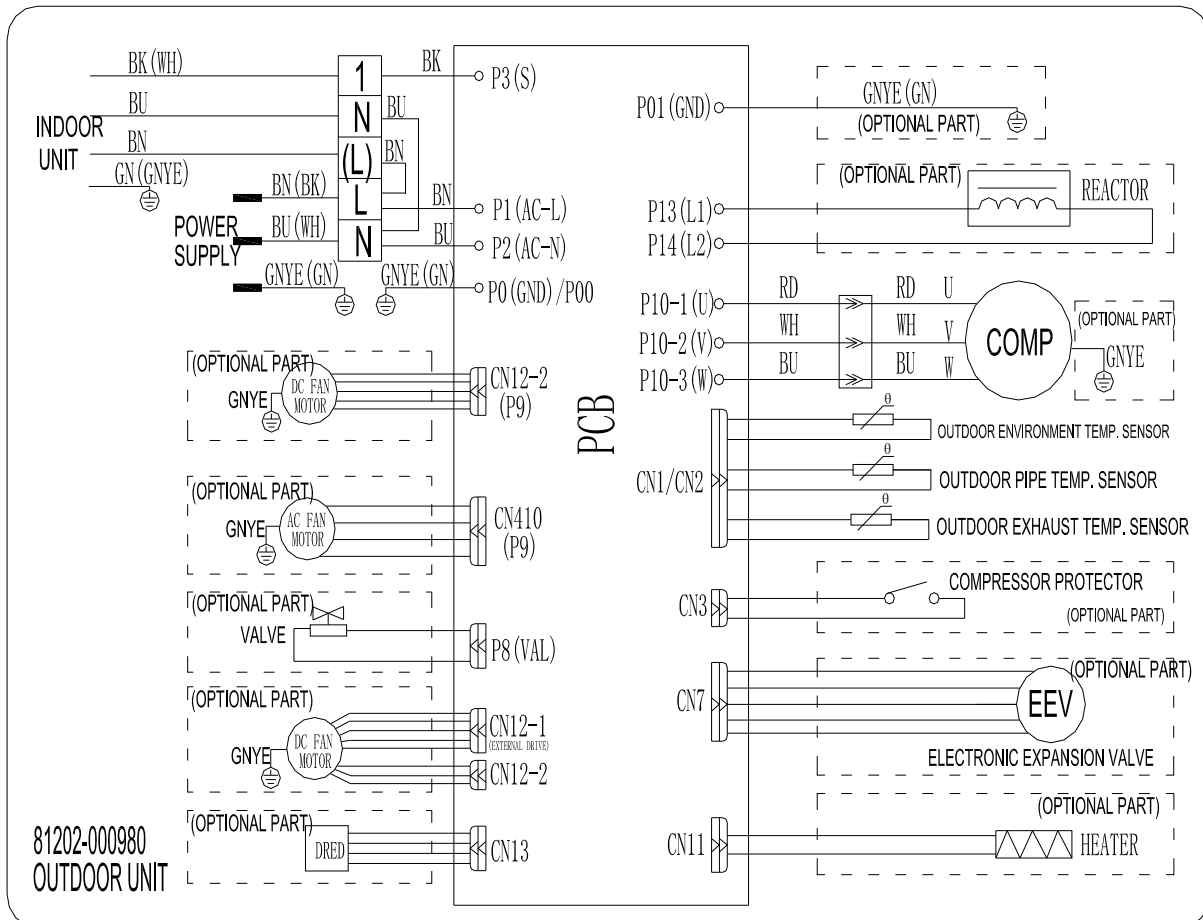 BK(WH)
1
BK
P3(S)
BU
N
BU
INDOOR
UNIT
BN
(L)
BN
GN(GNYE)
BN(BK)
L
BN
P1(AC-L)
POWER
SUPPLY
BU(WH)
N
BU
P2(AC-N)
GNYE(GN)
GNYE(GN)
P0(GND)/P00
(OPTIONAL PART)
DC FAN
MOTOR
GNYE
CN12-2
(P9)
(OPTIONAL PART)
AC FAN
MOTOR
GNYE
CN410
(P9)
(OPTIONAL PART)
VALVE
P8(VAL)
(OPTIONAL PART)
DC FAN
MOTOR
GNYE
CN12-1
(EXTERNAL DRIVE)
CN12-2
(OPTIONAL PART)
DRED
CN13
81202-000980
OUTDOOR UNIT
PCB
P01(GND)
GNYE(GN)
(OPTIONAL PART)
(OPTIONAL PART)
REACTOR
P13(L1)
P14(L2)
P10-1(U)
RD
RD
U
P10-2(V)
WH
WH
V
P10-3(W)
BU
BU
W
COMP
(OPTIONAL PART)
GNYE
CN1/CN2
θ
OUTDOOR ENVIRONMENT TEMP. SENSOR
θ
OUTDOOR PIPE TEMP. SENSOR
θ
OUTDOOR EXHAUST TEMP. SENSOR
CN3
COMPRESSOR PROTECTOR
(OPTIONAL PART)
CN7
(OPTIONAL PART)
EEV
ELECTRONIC EXPANSION VALVE
(OPTIONAL PART)
CN11
HEATER